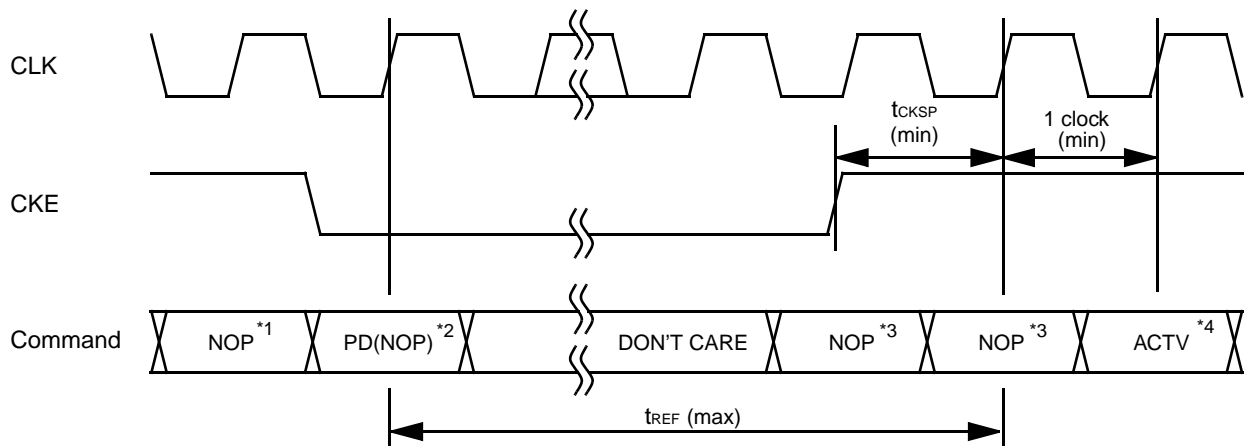 CLK
tCKSP
(min)
1 clock
(min)
CKE
Command
NOP *1
PD(NOP) *2
DON'T CARE
NOP *3
NOP *3
ACTV *4
tREF (max)